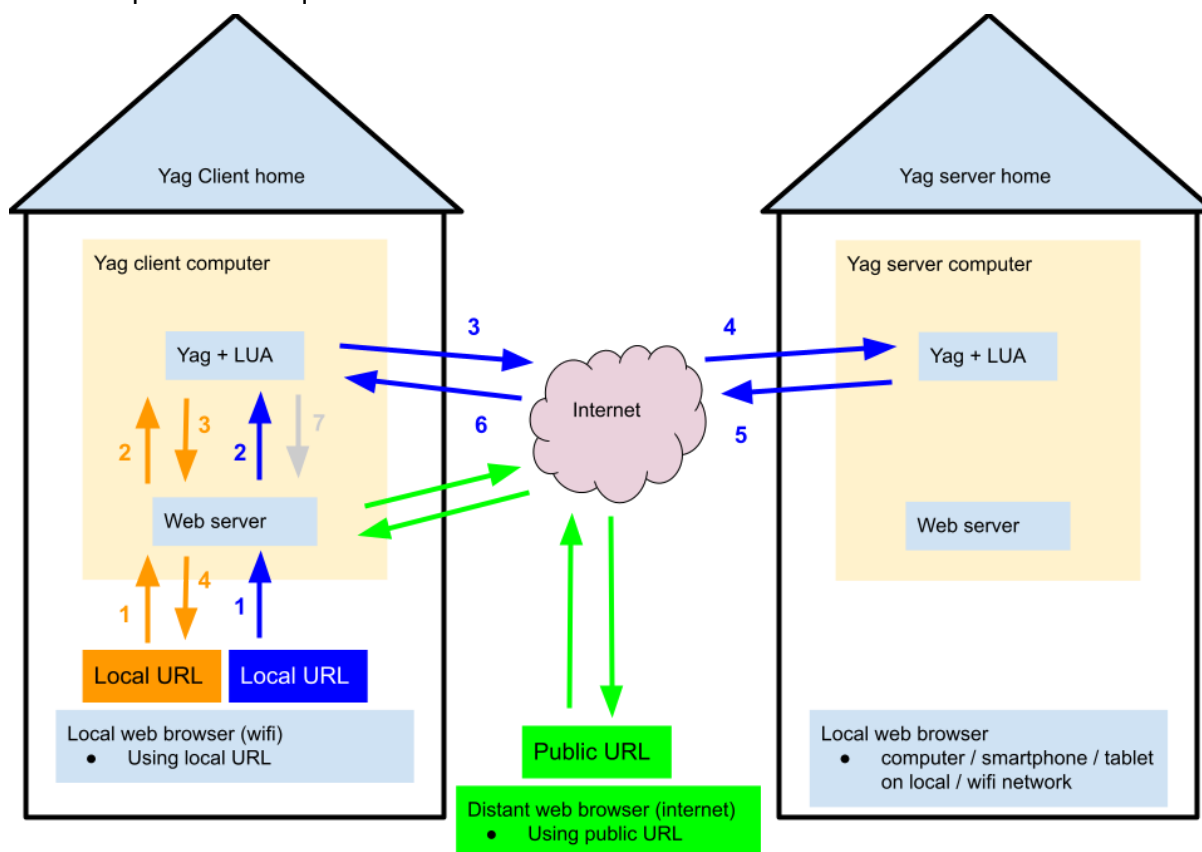 Yag Client home
Yag server home
Yag client computer
Yag server computer
3
4
Yag + LUA
Yag + LUA
Internet
6
5
2
3
2
7
Web server
Web server
1
4
1
Local URL
Local URL
Local web browser (wifi)
● Using local URL
Public URL
Local web browser
● computer / smartphone / tablet
on local / wifi network
Distant web browser (internet)
● Using public URL